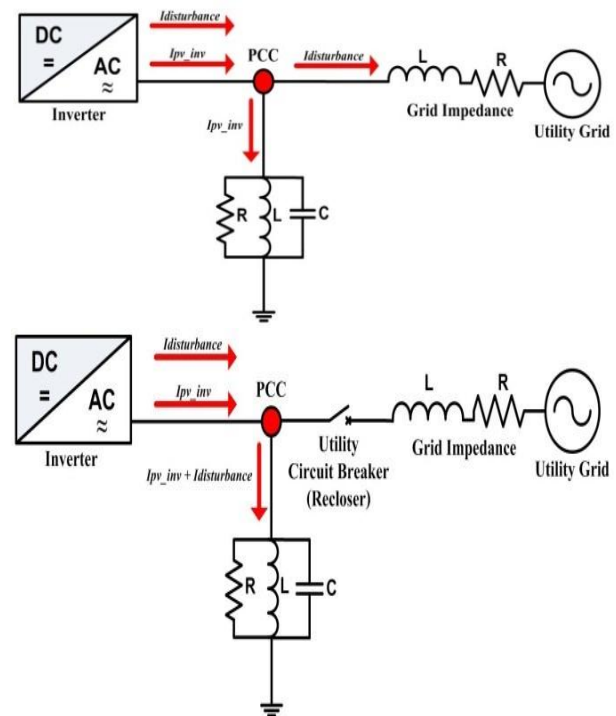 Idisturbance
DC
=
AC
≈
Ipv_inv
PCC
Idisturbance
L
R
Inverter
Grid Impedance
Utility Grid
Ipv_inv
R
L
C
Idisturbance
DC
=
AC
≈
Ipv_inv
PCC
L
R
Inverter
Utility
Circuit Breaker
(Recloser)
Grid Impedance
Utility Grid
Ipv_inv + Idisturbance
R
L
C